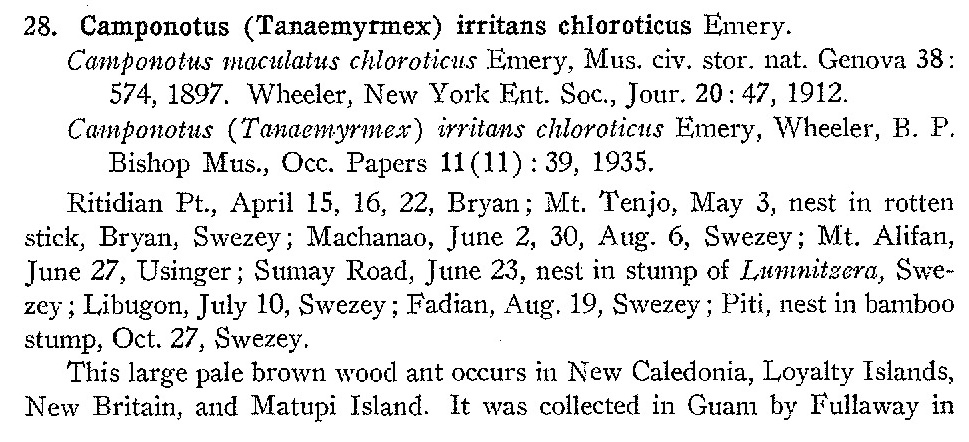 28. Camponotus (Tanaemyrmex) irritans chloroticus Emery.
Camponotus maculatus chloroticus Emery, Mus. civ. stor. nat. Genova 38:
574, 1897. Wheeler, New York Ent. Soc., Jour. 20: 47, 1912.
Camponotus (Tanaemyrmex) irritans chloroticus Emery, Wheeler, B. P.
Bishop Mus., Occ. Papers 11(11): 39, 1935.
Ritidian Pt., April 15, 16, 22, Bryan; Mt. Tenjo, May 3, nest in rotten
stick, Bryan, Swezey; Machanao, June 2, 30, Aug. 6, Swezey; Mt. Alifan,
June 27, Usinger; Sumay Road, June 23, nest in stump of Lumnitzera, Swe-
zey; Libugon, July 10, Swezey; Fadian, Aug. 19, Swezey; Piti, nest in bamboo
stump, Oct. 27, Swezey.
This large pale brown wood ant occurs in New Caledonia, Loyalty Islands,
New Britain, and Matupi Island. It was collected in Guam by Fullaway in